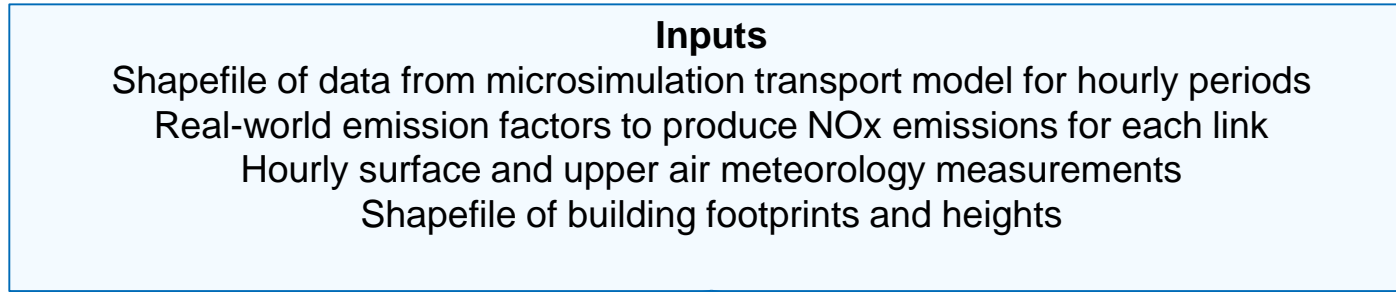 Inputs
Shapefile of data from microsimulation transport model for hourly periods
Real-world emission factors to produce NOx emissions for each link
Hourly surface and upper air meteorology measurements
Shapefile of building footprints and heights